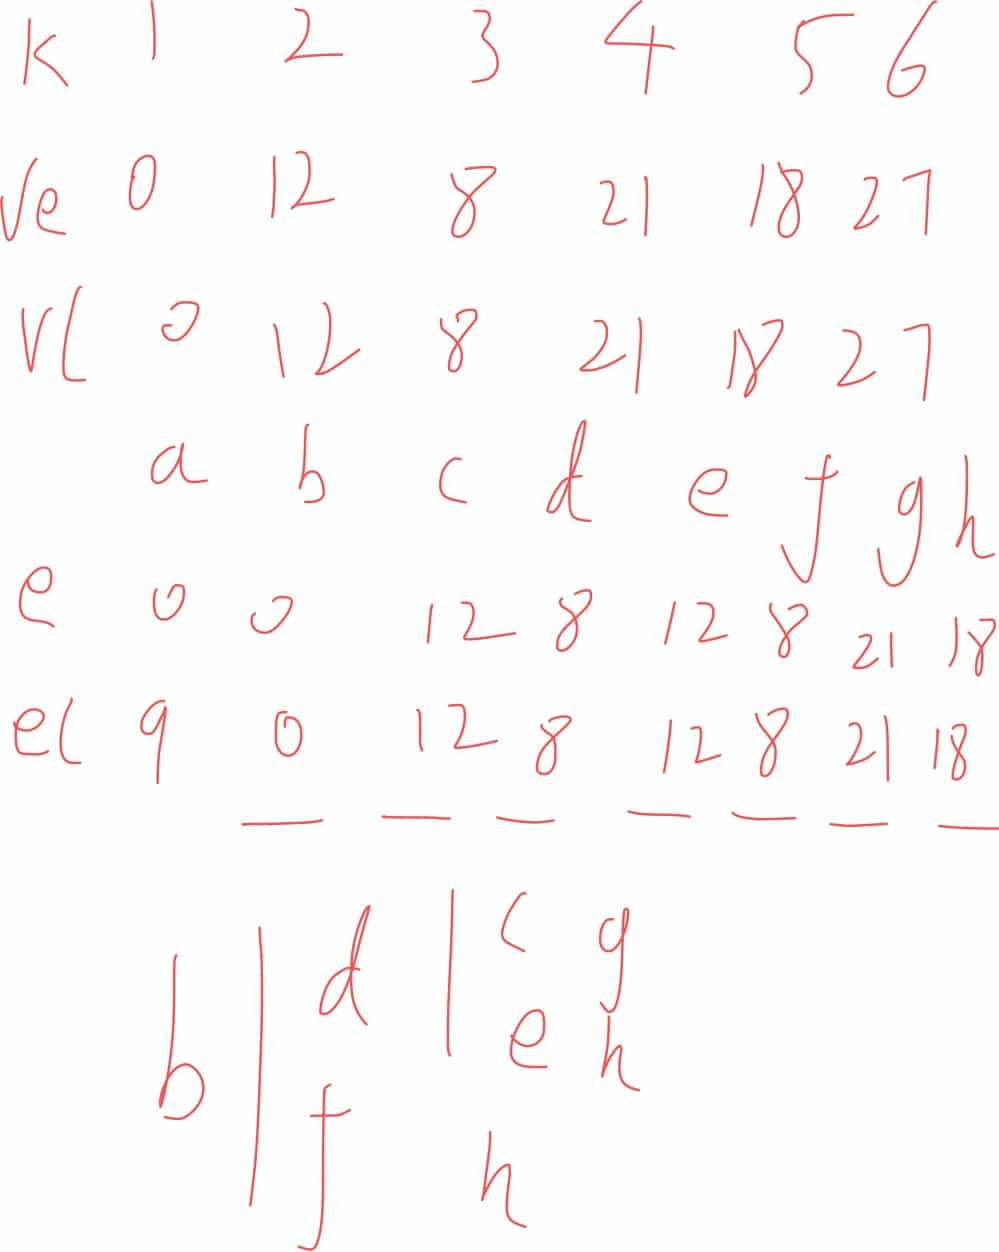 K 1 2 3 4 5 6
Ve 0 12 8 21 18 27
Vl 0 12 8 21 18 27
a b c d e f g h
e 0 0 12 8 12 8 21 18
el 9 0 12 8 12 8 21 18
b | d | c g
f e h
h